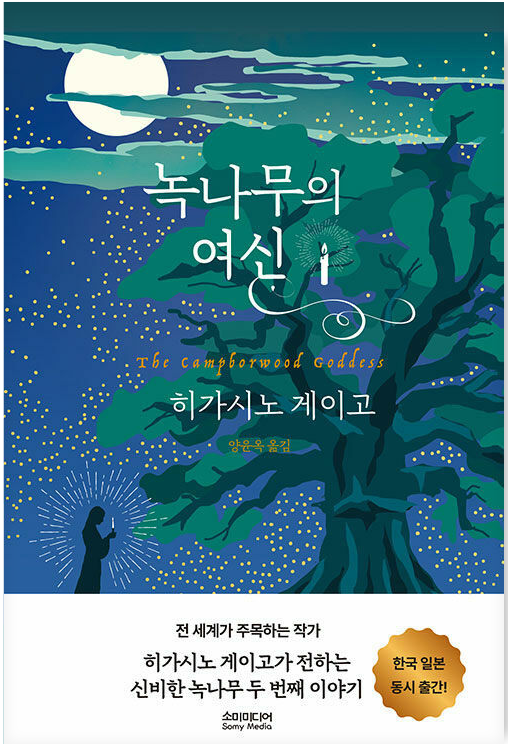 녹나무의
여신
The Camphorwood Goddess
히가시노 게이고
양윤옥 옮김
전 세계가 주목하는 작가
히가시노 게이고가 전하는
신비한 녹나무 두 번째 이야기
한국 일본
동시 출간!
소미미디어
Somy Media